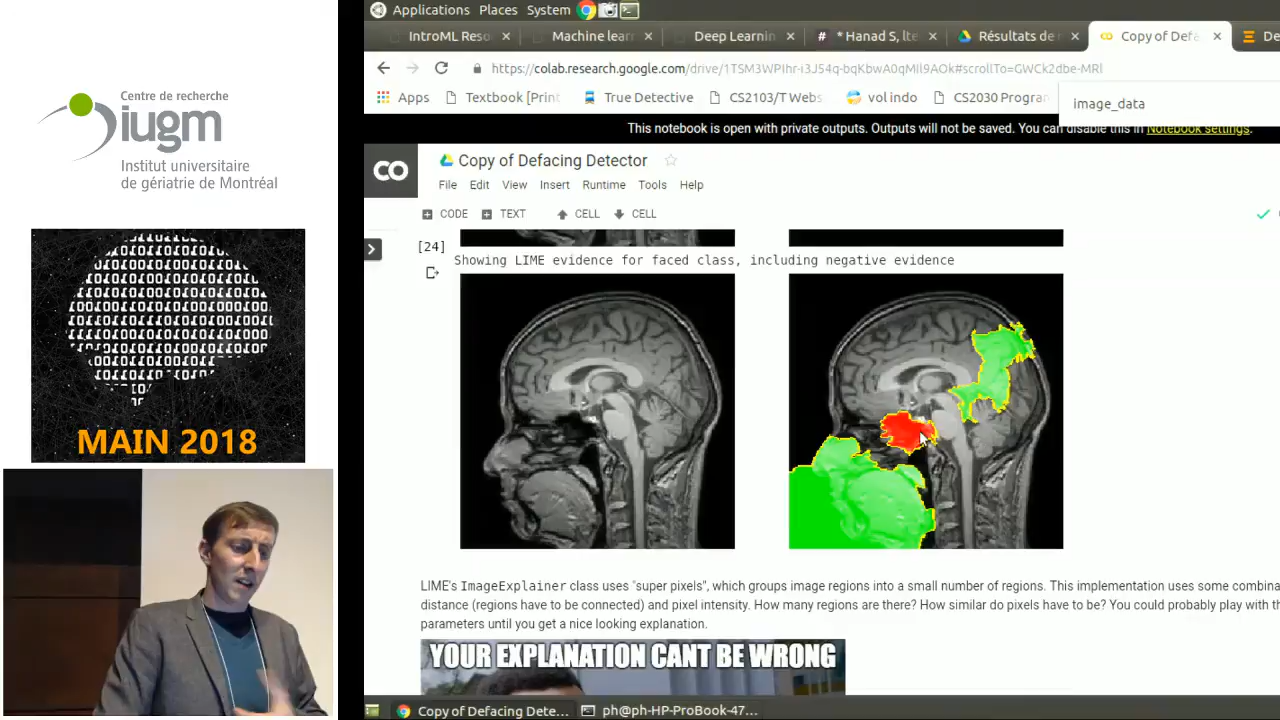 Centre de recherche
iugm
Institut universitaire
de gériatrie de Montréal
MAIN 2018
Applications Places System
IntroML Reso
Machine lear
Deep Learnin
# * Hanad S, lte
Résultats de
Copy of Defa
De
https://colab.research.google.com/drive/1TSM3WPIhr-i3J54q-bqKbwA0qMIl9AOk#scrollTo=GWCk2dbe-MRl
Apps
Textbook [Print
True Detective
CS2103/T Webs
vol indo
CS2030 Progra
image_data
This notebook is open with private outputs. Outputs will not be saved. You can disable this in Notebook settings.
CO
Copy of Defacing Detector
File Edit View Insert Runtime Tools Help
CODE TEXT CELL CELL
[24]
Showing LIME evidence for faced class, including negative evidence
LIME's ImageExplainer class uses "super pixels", which groups image regions into a small number of regions. This implementation uses some combina
distance (regions have to be connected) and pixel intensity. How many regions are there? How similar do pixels have to be? You could probably play with th
parameters until you get a nice looking explanation.
YOUR EXPLANATION CANT BE WRONG
Copy of Defacing Dete...
ph@ph-HP-ProBook-47...